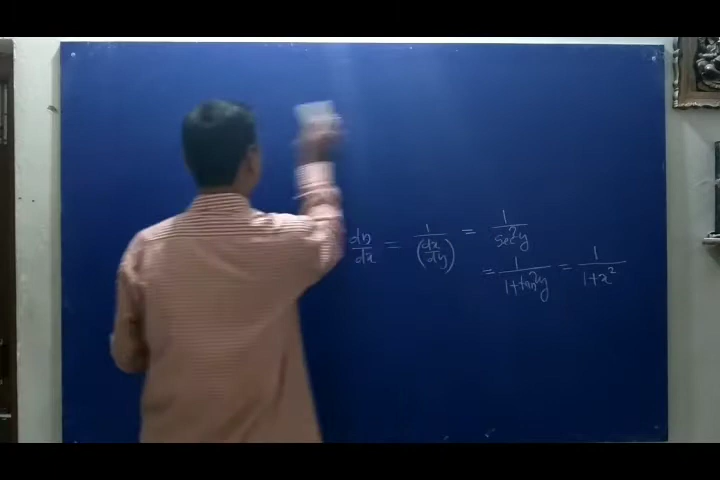 dy/dx = 1/(dx/dy) = 1/sec²y
= 1/1+tan²y = 1/1+x²